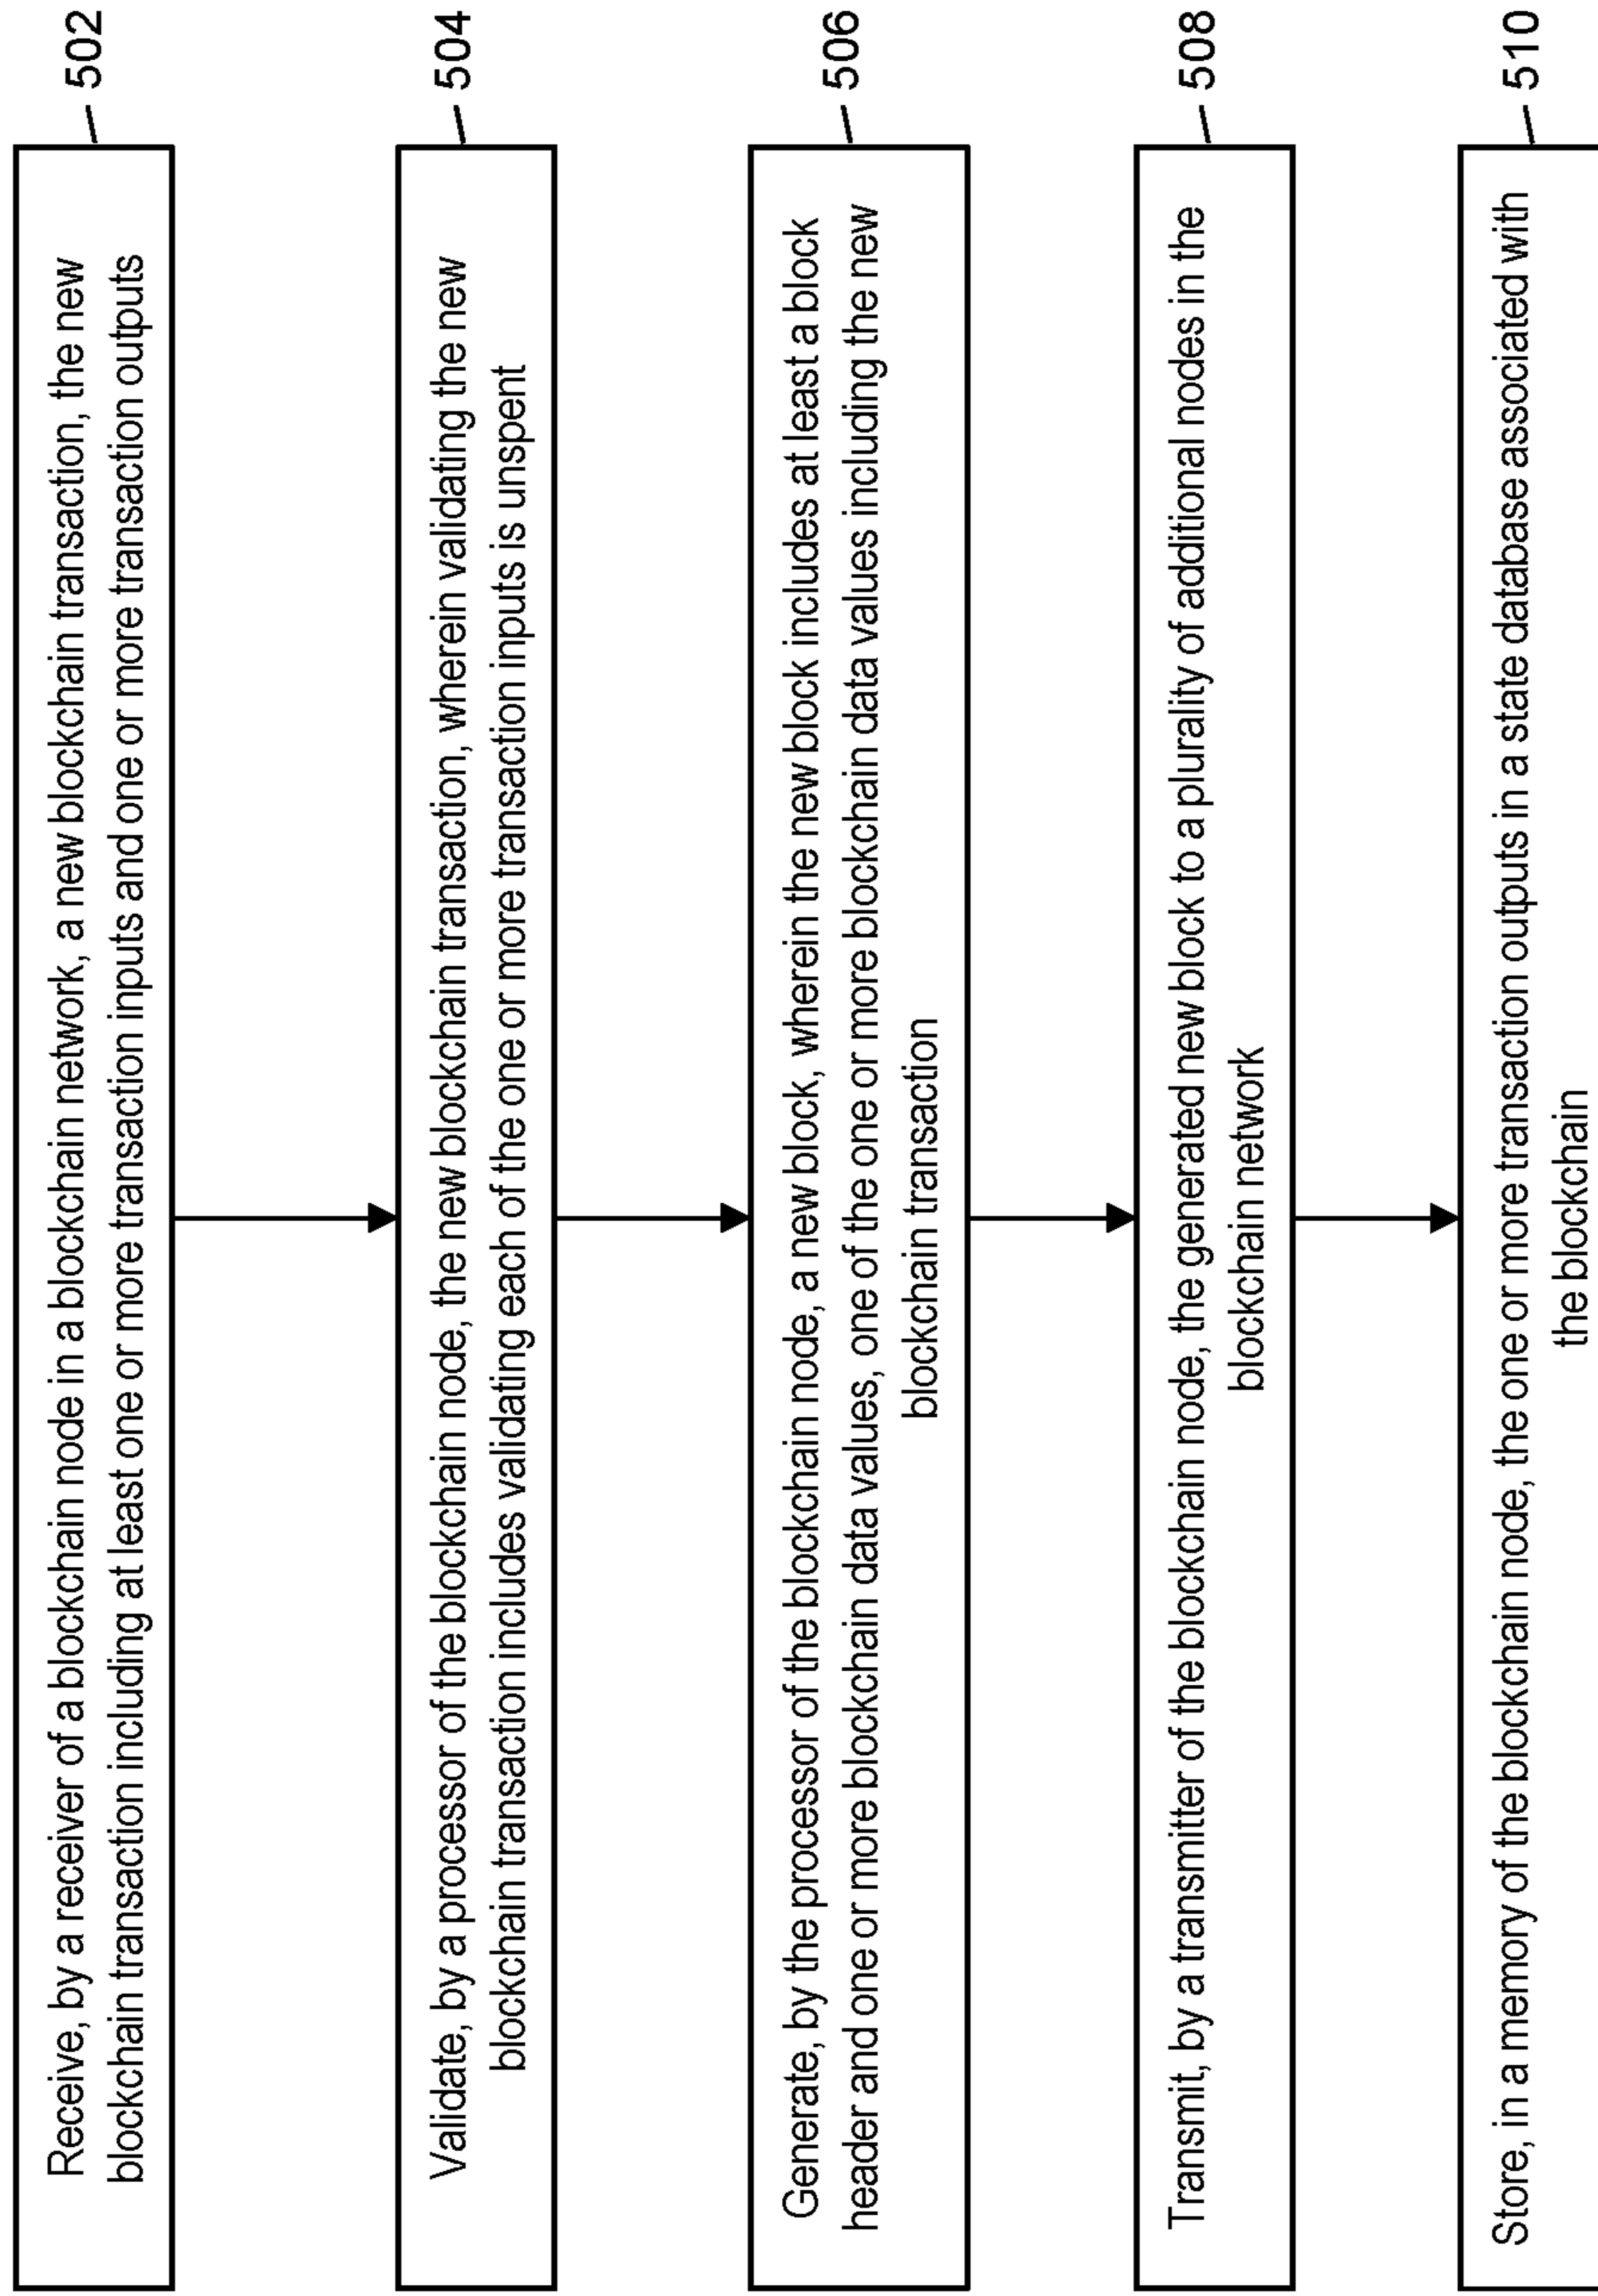 Receive, by a receiver of a blockchain node in a blockchain network, a new blockchain transaction, the new
blockchain transaction including at least one or more transaction inputs and one or more transaction outputs
502
Validate, by a processor of the blockchain node, the new blockchain transaction, wherein validating the new
blockchain transaction includes validating each of the one or more transaction inputs is unspent
504
Generate, by the processor of the blockchain node, a new block, wherein the new block includes at least a block
header and one or more blockchain data values, one of the one or more blockchain data values including the new
blockchain transaction
506
Transmit, by a transmitter of the blockchain node, the generated new block to a plurality of additional nodes in the
blockchain network
508
Store, in a memory of the blockchain node, the one or more transaction outputs in a state database associated with
the blockchain
510